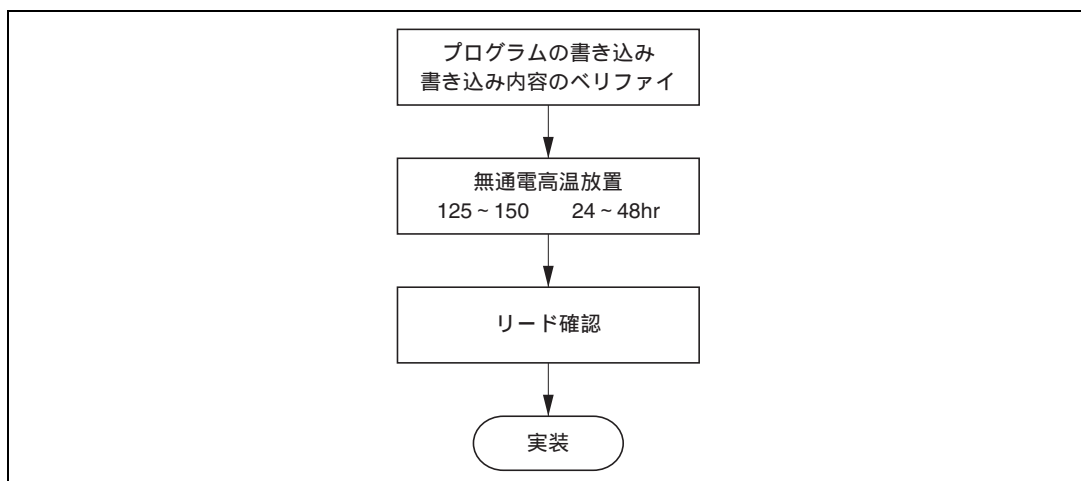 プログラムの書き込み
書き込み内容のベリファイ
無通電高温放置
125～150　　24～48hr
リード確認
実装